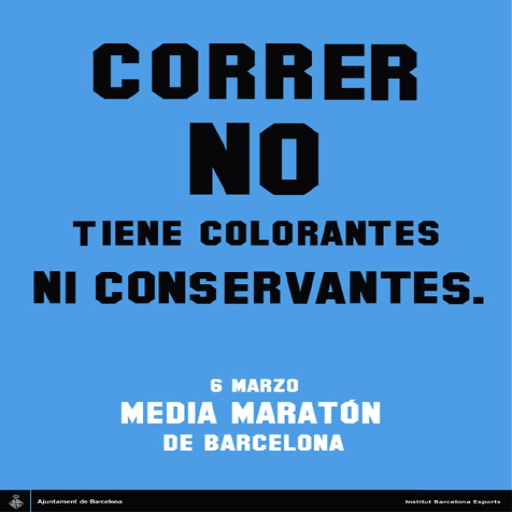 CORRER
NO
TIENE COLORANTES
NI CONSERVANTES.
6 MARZO
MEDIA MARATÓN
DE BARCELONA
Ajuntament de Barcelona
Institut Barcelona Esports